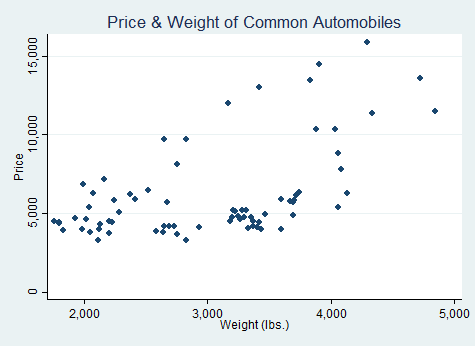 Price & Weight of Common Automobiles
15,000
10,000
5,000
0
Price
2,000
3,000
4,000
5,000
Weight (lbs.)